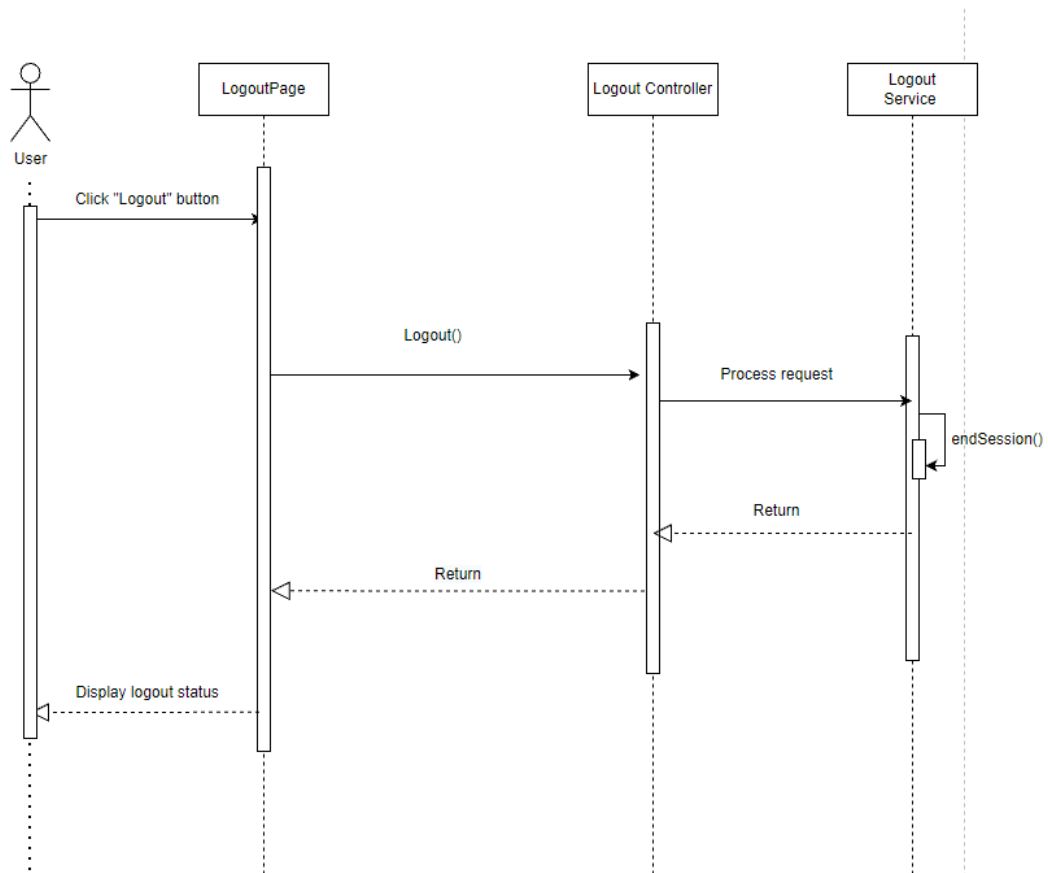 LogoutPage
Logout Controller
Logout
Service
User
Click "Logout" button
Logout()
Process request
endSession()
Return
Return
Display logout status